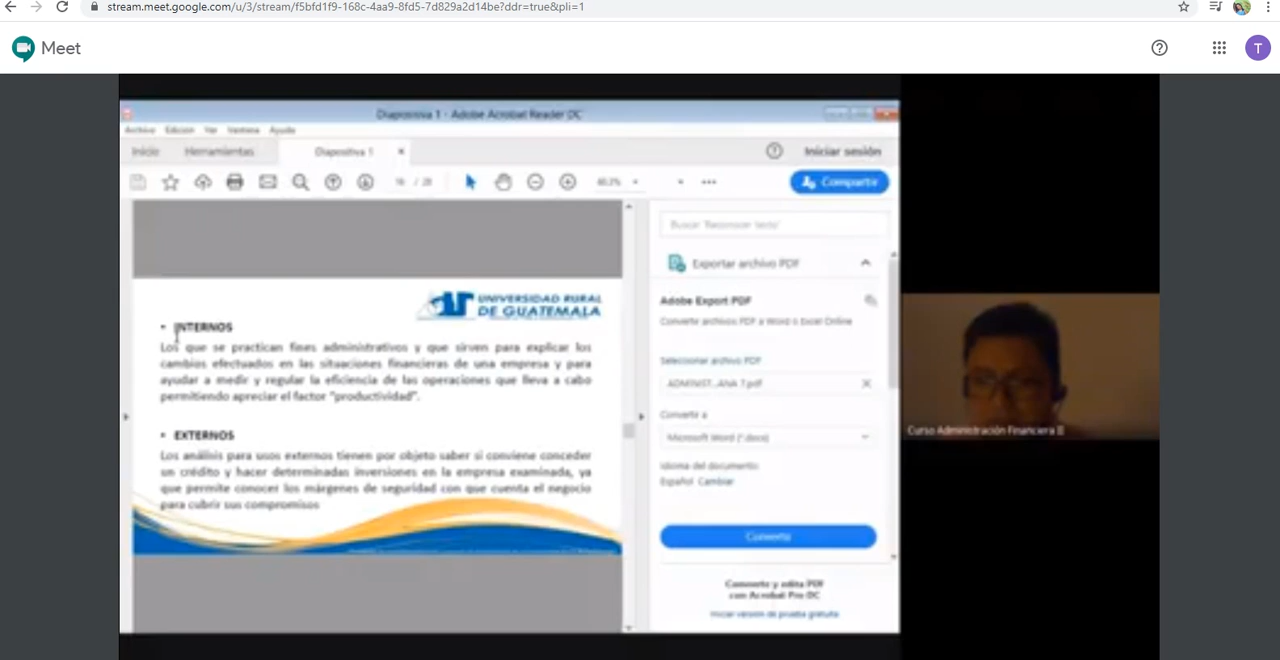 stream.meet.google.com/u/3/stream/f5bfd1f9-168c-4aa9-8fd5-7d829a2d14be?ddr=true&pli=1
Meet
T
Diapositiva 1 - Adobe Acrobat Reader DC
Archivo Edición Ver Ventana Ayuda
Inicio Herramientas Diapositiva 1 Iniciar sesión
Compartir
UNIVERSIDAD RURAL
DE GUATEMALA
• INTERNOS
Los que se practican fines administrativos y que sirven para explicar los
cambios efectuados en las situaciones financieras de una empresa y para
ayudar a medir y regular la eficiencia de las operaciones que lleva a cabo
permitiendo apreciar el factor "productividad".
• EXTERNOS
Los análisis para usos externos tienen por objeto saber si conviene conceder
un crédito y hacer determinadas inversiones en la empresa examinada, ya
que permite conocer los márgenes de seguridad con que cuenta el negocio
para cubrir sus compromisos
Buscar 'Reconocer texto'
Exportar archivo PDF
Adobe Export PDF
Convierte archivos PDF a Word o Excel Online
Seleccionar archivo PDF
ADMINIST...ANA 7.pdf
Convertir a
Microsoft Word (*.docx)
Idioma del documento:
Español Cambiar
Convertir
Convierte y edita PDF
con Acrobat Pro DC
Iniciar versión de prueba gratuita
Curso Administración Financiera II